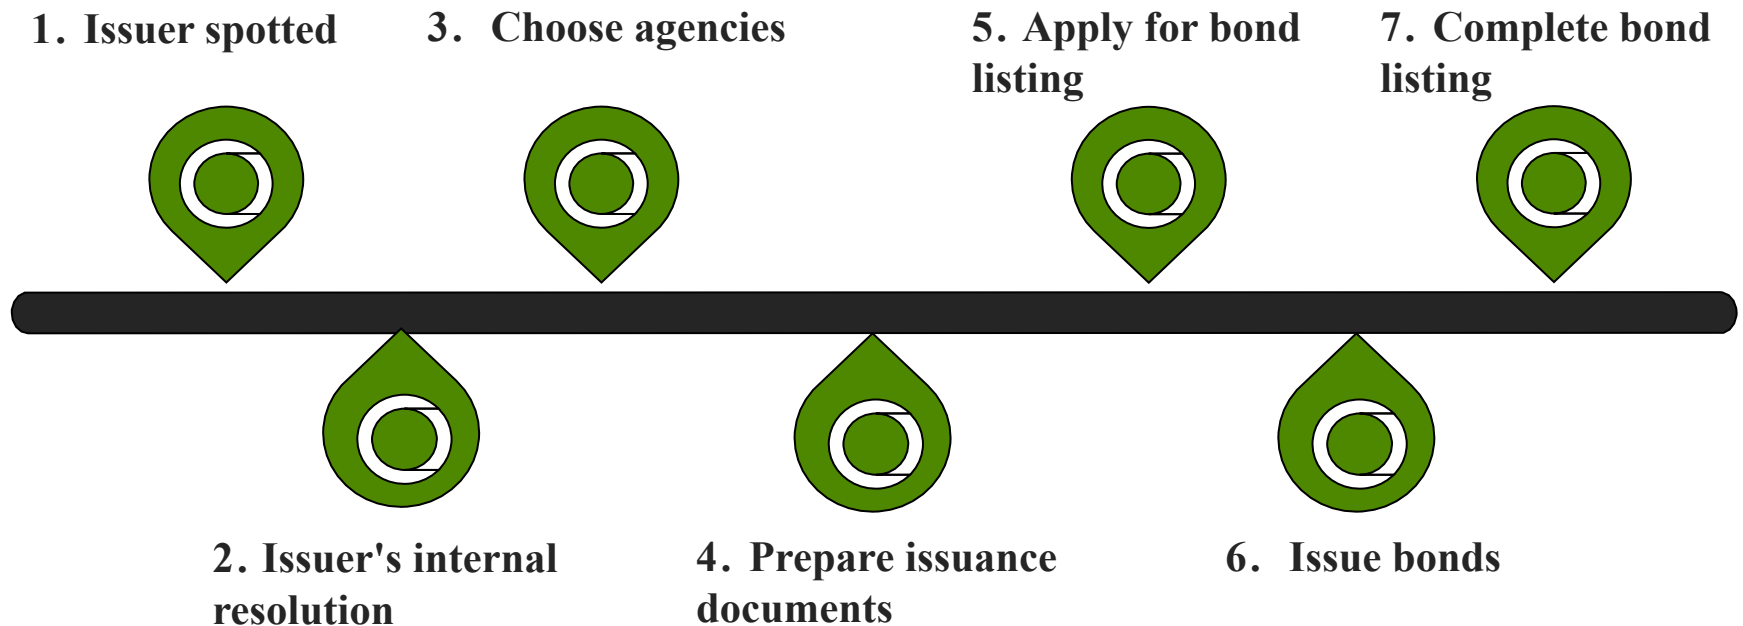 1. Issuer spotted
2. Issuer's internal
resolution
3. Choose agencies
4. Prepare issuance
documents
5. Apply for bond
listing
6. Issue bonds
7. Complete bond
listing